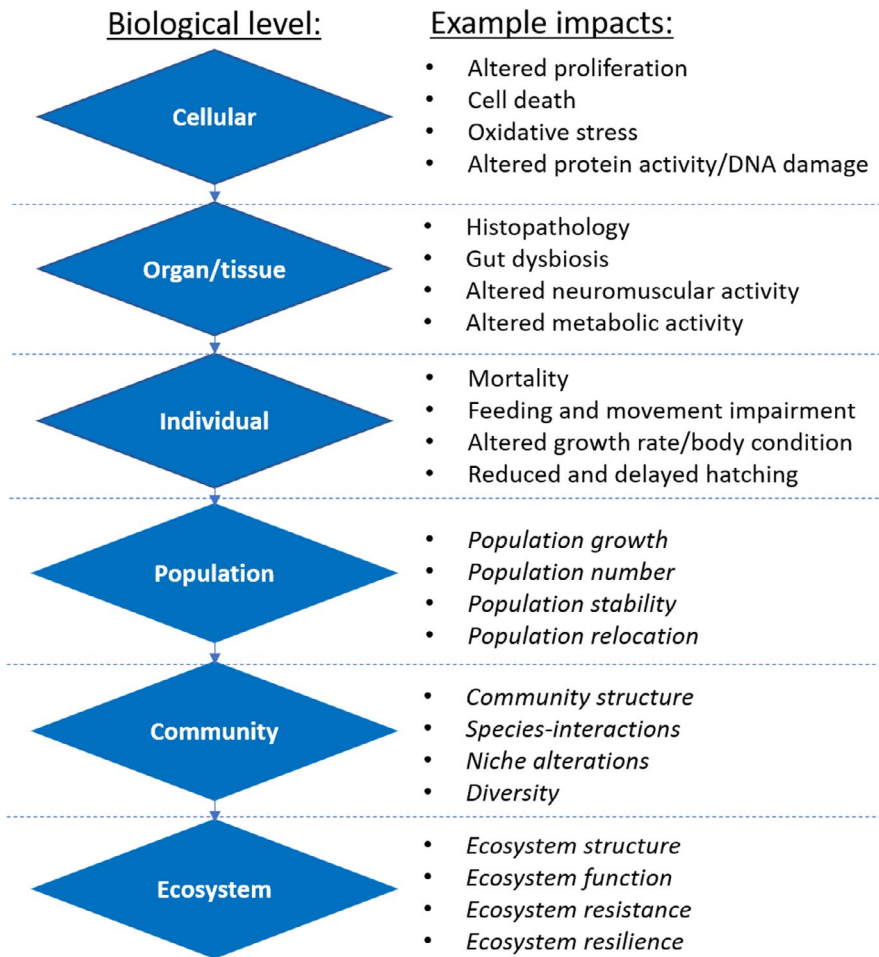 Biological level:
Example impacts:
Cellular
• Altered proliferation
• Cell death
• Oxidative stress
• Altered protein activity/DNA damage
Organ/tissue
• Histopathology
• Gut dysbiosis
• Altered neuromuscular activity
• Altered metabolic activity
Individual
• Mortality
• Feeding and movement impairment
• Altered growth rate/body condition
• Reduced and delayed hatching
Population
• Population growth
• Population number
• Population stability
• Population relocation
Community
• Community structure
• Species-interactions
• Niche alterations
• Diversity
Ecosystem
• Ecosystem structure
• Ecosystem function
• Ecosystem resistance
• Ecosystem resilience